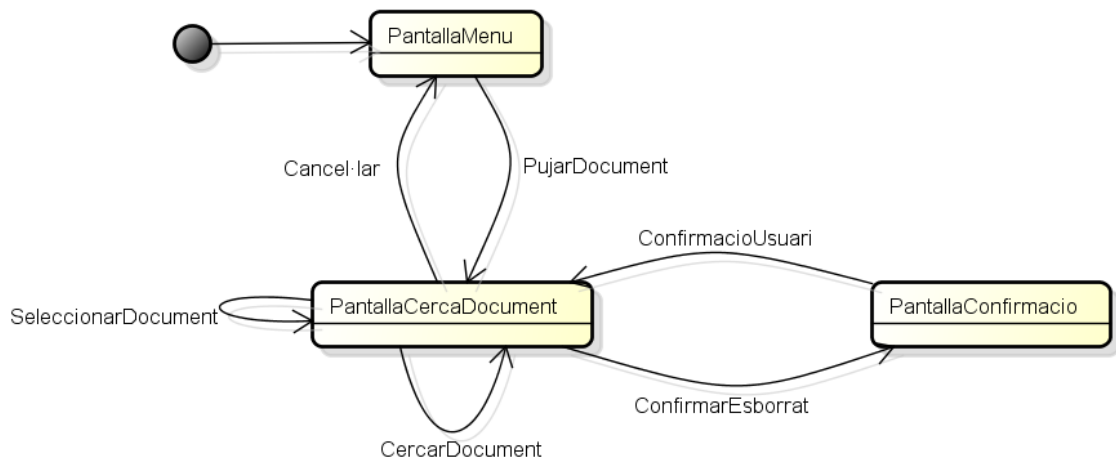 PantallaMenu
Cancel·lar
PujarDocument
ConfirmacioUsuari
PantallaCercaDocument
PantallaConfirmacio
SeleccionarDocument
ConfirmarEsborrat
CercarDocument